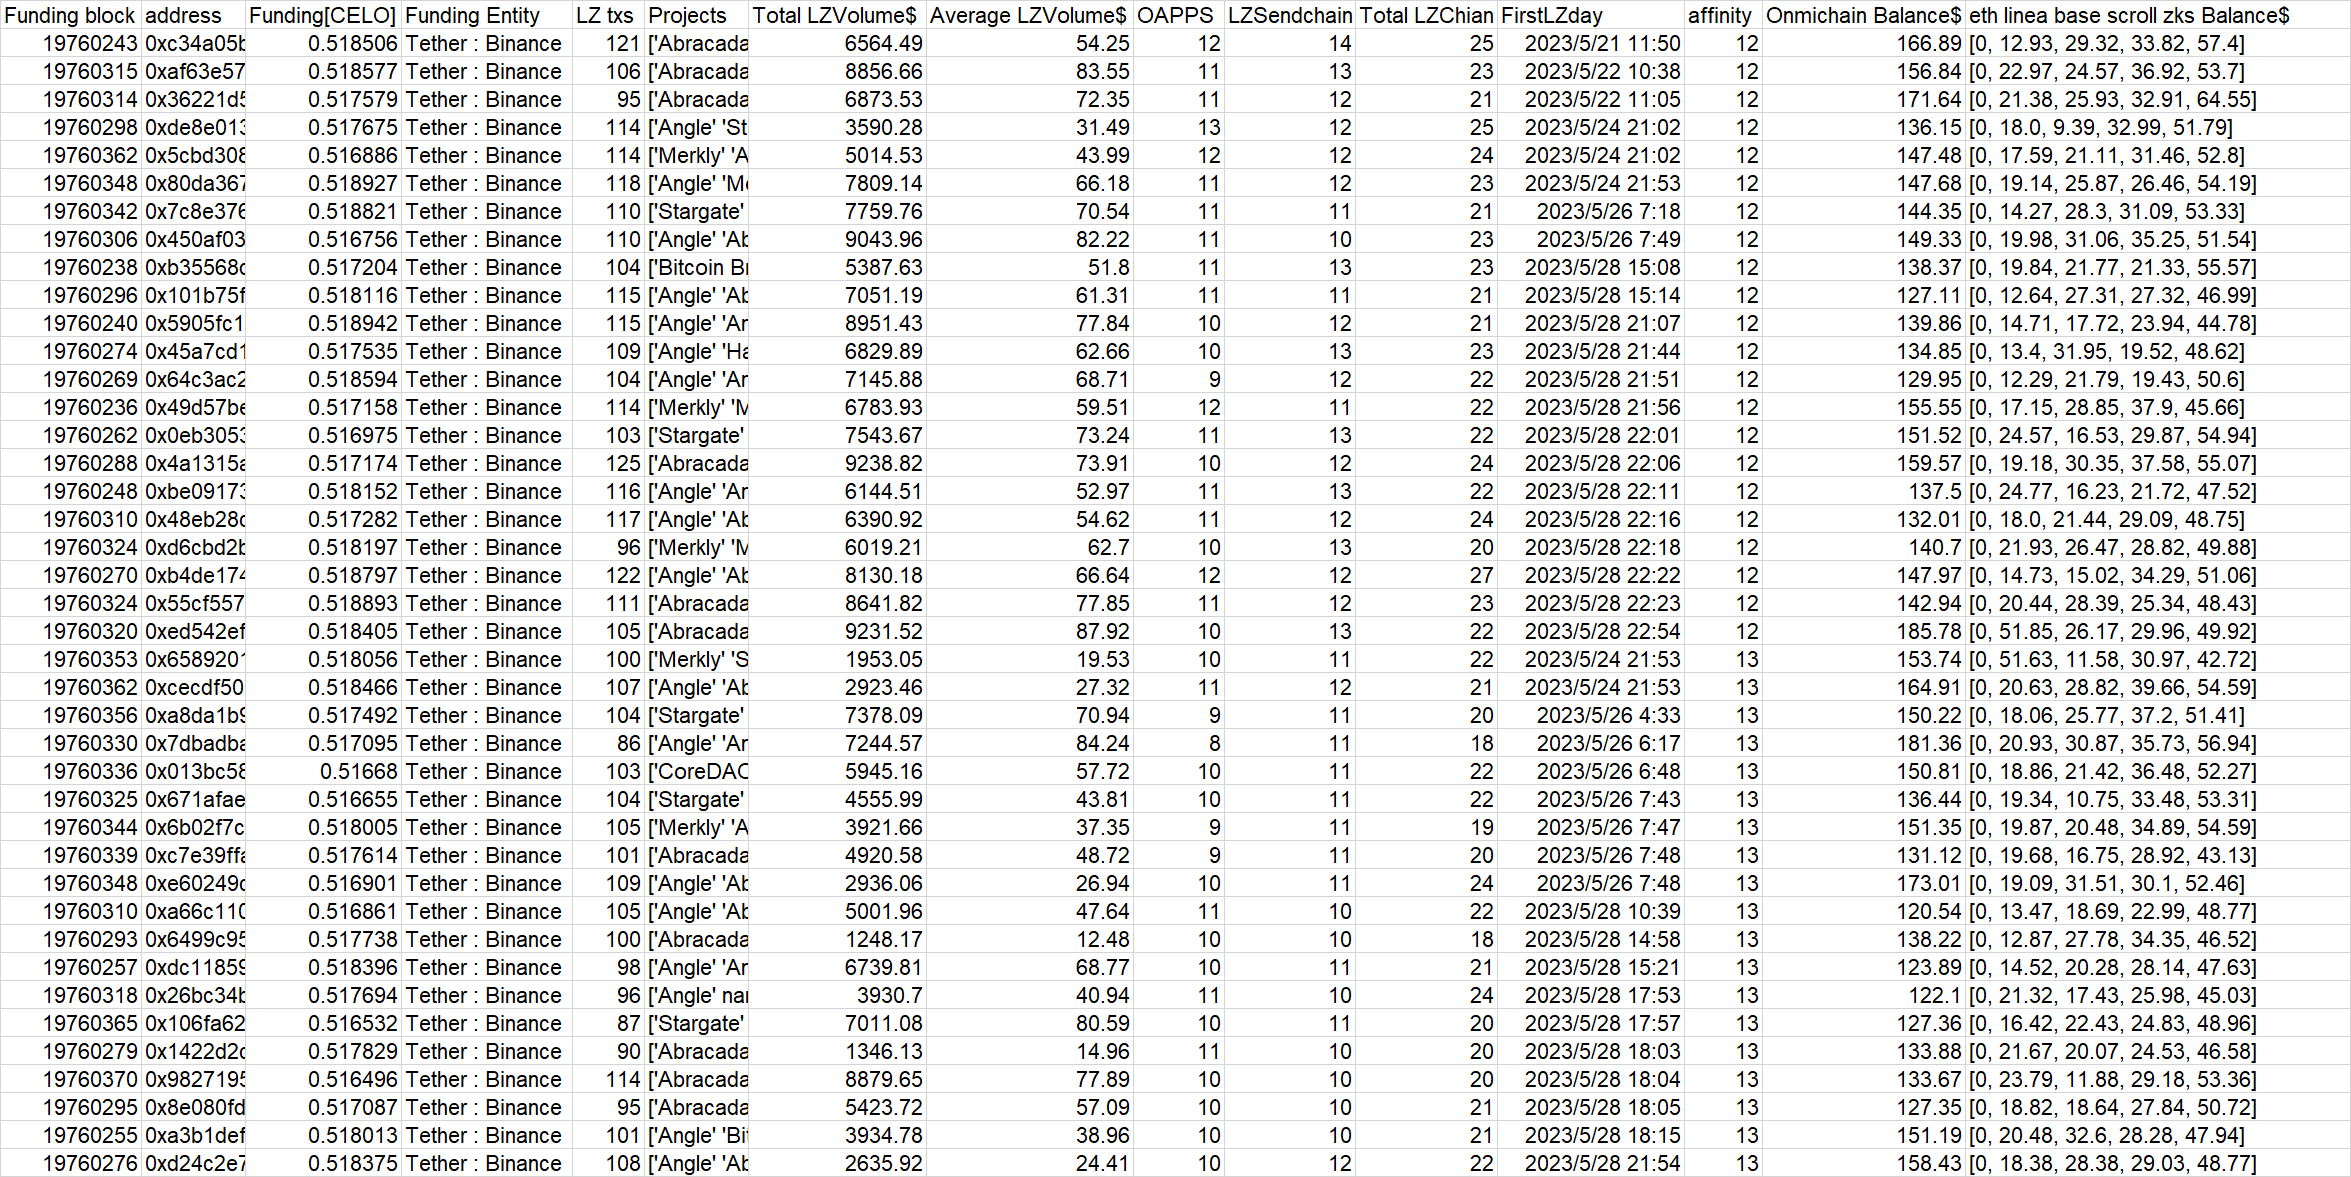 Funding block address Funding[CELO] Funding Entity LZ txs Projects Total LZVolume$ Average LZVolume$ OAPPS LZSendchain Total LZChian FirstLZday affinity Onmichain Balance$ eth linea base scroll zks Balance$
19760243 0xc34a05b 0.518506 Tether : Binance 121 ['Abracada 6564.49 54.25 12 14 25 2023/5/21 11:50 12 166.89 [0, 12.93, 29.32, 33.82, 57.4]
19760315 0xaf63e57 0.518577 Tether : Binance 106 ['Abracada 8856.66 83.55 11 13 23 2023/5/22 10:38 12 156.84 [0, 22.97, 24.57, 36.92, 53.7]
19760314 0x36221d5 0.517579 Tether : Binance 95 ['Abracada 6873.53 72.35 11 12 21 2023/5/22 11:05 12 171.64 [0, 21.38, 25.93, 32.91, 64.55]
19760298 0xde8e013 0.517675 Tether : Binance 114 ['Angle' 'St 3590.28 31.49 13 12 25 2023/5/24 21:02 12 136.15 [0, 18.0, 9.39, 32.99, 51.79]
19760362 0x5cbd308 0.516886 Tether : Binance 114 ['Merkly' 'A 5014.53 43.99 12 12 24 2023/5/24 21:02 12 147.48 [0, 17.59, 21.11, 31.46, 52.8]
19760348 0x80da367 0.518927 Tether : Binance 118 ['Angle' 'Me 7809.14 66.18 11 12 23 2023/5/24 21:53 12 147.68 [0, 19.14, 25.87, 26.46, 54.19]
19760342 0x7c8e376 0.518821 Tether : Binance 110 ['Stargate' 7759.76 70.54 11 11 21 2023/5/26 7:18 12 144.35 [0, 14.27, 28.3, 31.09, 53.33]
19760306 0x450af03 0.516756 Tether : Binance 110 ['Angle' 'Ab 9043.96 82.22 11 10 23 2023/5/26 7:49 12 149.33 [0, 19.98, 31.06, 35.25, 51.54]
19760238 0xb35568c 0.517204 Tether : Binance 104 ['Bitcoin Br 5387.63 51.8 11 13 23 2023/5/28 15:08 12 138.37 [0, 19.84, 21.77, 21.33, 55.57]
19760296 0x101b75f 0.518116 Tether : Binance 115 ['Angle' 'Ab 7051.19 61.31 11 11 21 2023/5/28 15:14 12 127.11 [0, 12.64, 27.31, 27.32, 46.99]
19760240 0x5905fc1 0.518942 Tether : Binance 115 ['Angle' 'Ar 8951.43 77.84 10 12 21 2023/5/28 21:07 12 139.86 [0, 14.71, 17.72, 23.94, 44.78]
19760274 0x45a7cd1 0.517535 Tether : Binance 109 ['Angle' 'Ha 6829.89 62.66 10 13 23 2023/5/28 21:44 12 134.85 [0, 13.4, 31.95, 19.52, 48.62]
19760269 0x64c3ac2 0.518594 Tether : Binance 104 ['Angle' 'Ar 7145.88 68.71 9 12 22 2023/5/28 21:51 12 129.95 [0, 12.29, 21.79, 19.43, 50.6]
19760236 0x49d57be 0.517158 Tether : Binance 114 ['Merkly' 'M 6783.93 59.51 12 11 22 2023/5/28 21:56 12 155.55 [0, 17.15, 28.85, 37.9, 45.66]
19760262 0x0eb3053 0.516975 Tether : Binance 103 ['Stargate' 7543.67 73.24 11 13 22 2023/5/28 22:01 12 151.52 [0, 24.57, 16.53, 29.87, 54.94]
19760288 0x4a1315a 0.517174 Tether : Binance 125 ['Abracada 9238.82 73.91 10 12 24 2023/5/28 22:06 12 159.57 [0, 19.18, 30.35, 37.58, 55.07]
19760248 0xbe09173 0.518152 Tether : Binance 116 ['Angle' 'Ar 6144.51 52.97 11 13 22 2023/5/28 22:11 12 137.5 [0, 24.77, 16.23, 21.72, 47.52]
19760310 0x48eb28c 0.517282 Tether : Binance 117 ['Angle' 'Ab 6390.92 54.62 11 12 24 2023/5/28 22:16 12 132.01 [0, 18.0, 21.44, 29.09, 48.75]
19760324 0xd6cbd2b 0.518197 Tether : Binance 96 ['Merkly' 'M 6019.21 62.7 10 13 20 2023/5/28 22:18 12 140.7 [0, 21.93, 26.47, 28.82, 49.88]
19760270 0xb4de174 0.518797 Tether : Binance 122 ['Angle' 'Ab 8130.18 66.64 12 12 27 2023/5/28 22:22 12 147.97 [0, 14.73, 15.02, 34.29, 51.06]
19760324 0x55cf557 0.518893 Tether : Binance 111 ['Abracada 8641.82 77.85 11 12 23 2023/5/28 22:23 12 142.94 [0, 20.44, 28.39, 25.34, 48.43]
19760320 0xed542ef 0.518405 Tether : Binance 105 ['Abracada 9231.52 87.92 10 13 22 2023/5/28 22:54 12 185.78 [0, 51.85, 26.17, 29.96, 49.92]
19760353 0x6589201 0.518056 Tether : Binance 100 ['Merkly' 'S 1953.05 19.53 10 11 22 2023/5/24 21:53 13 153.74 [0, 51.63, 11.58, 30.97, 42.72]
19760362 0xcecdf50 0.518466 Tether : Binance 107 ['Angle' 'Ab 2923.46 27.32 11 12 21 2023/5/24 21:53 13 164.91 [0, 20.63, 28.82, 39.66, 54.59]
19760356 0xa8da1b9 0.517492 Tether : Binance 104 ['Stargate' 7378.09 70.94 9 11 20 2023/5/26 4:33 13 150.22 [0, 18.06, 25.77, 37.2, 51.41]
19760330 0x7dbadba 0.517095 Tether : Binance 86 ['Angle' 'Ar 7244.57 84.24 8 11 18 2023/5/26 6:17 13 181.36 [0, 20.93, 30.87, 35.73, 56.94]
19760336 0x013bc58 0.51668 Tether : Binance 103 ['CoreDAO 5945.16 57.72 10 11 22 2023/5/26 6:48 13 150.81 [0, 18.86, 21.42, 36.48, 52.27]
19760325 0x671afae 0.516655 Tether : Binance 104 ['Stargate' 4555.99 43.81 10 11 22 2023/5/26 7:43 13 136.44 [0, 19.34, 10.75, 33.48, 53.31]
19760344 0x6b02f7c 0.518005 Tether : Binance 105 ['Merkly' 'A 3921.66 37.35 9 11 19 2023/5/26 7:47 13 151.35 [0, 19.87, 20.48, 34.89, 54.59]
19760339 0xc7e39ffa 0.517614 Tether : Binance 101 ['Abracada 4920.58 48.72 9 11 20 2023/5/26 7:48 13 131.12 [0, 19.68, 16.75, 28.92, 43.13]
19760348 0xe60249c 0.516901 Tether : Binance 109 ['Angle' 'Ab 2936.06 26.94 10 11 24 2023/5/26 7:48 13 173.01 [0, 19.09, 31.51, 30.1, 52.46]
19760310 0xa66c110 0.516861 Tether : Binance 105 ['Angle' 'Ab 5001.96 47.64 11 10 22 2023/5/28 10:39 13 120.54 [0, 13.47, 18.69, 22.99, 48.77]
19760293 0x6499c95 0.517738 Tether : Binance 100 ['Abracada 1248.17 12.48 10 10 18 2023/5/28 14:58 13 138.22 [0, 12.87, 27.78, 34.35, 46.52]
19760257 0xdc11859 0.518396 Tether : Binance 98 ['Angle' 'Ar 6739.81 68.77 10 11 21 2023/5/28 15:21 13 123.89 [0, 14.52, 20.28, 28.14, 47.63]
19760318 0x26bc34b 0.517694 Tether : Binance 96 ['Angle' nar 3930.7 40.94 11 10 24 2023/5/28 17:53 13 122.1 [0, 21.32, 17.43, 25.98, 45.03]
19760365 0x106fa62 0.516532 Tether : Binance 87 ['Stargate' 7011.08 80.59 10 11 20 2023/5/28 17:57 13 127.36 [0, 16.42, 22.43, 24.83, 48.96]
19760279 0x1422d2c 0.517829 Tether : Binance 90 ['Abracada 1346.13 14.96 11 10 20 2023/5/28 18:03 13 133.88 [0, 21.67, 20.07, 24.53, 46.58]
19760370 0x9827195 0.516496 Tether : Binance 114 ['Abracada 8879.65 77.89 10 10 20 2023/5/28 18:04 13 133.67 [0, 23.79, 11.88, 29.18, 53.36]
19760295 0x8e080fd 0.517087 Tether : Binance 95 ['Abracada 5423.72 57.09 10 10 21 2023/5/28 18:05 13 127.35 [0, 18.82, 18.64, 27.84, 50.72]
19760255 0xa3b1def 0.518013 Tether : Binance 101 ['Angle' 'Bit 3934.78 38.96 10 10 21 2023/5/28 18:15 13 151.19 [0, 20.48, 32.6, 28.28, 47.94]
19760276 0xd24c2e7 0.518375 Tether : Binance 108 ['Angle' 'Ab 2635.92 24.41 10 12 22 2023/5/28 21:54 13 158.43 [0, 18.38, 28.38, 29.03, 48.77]